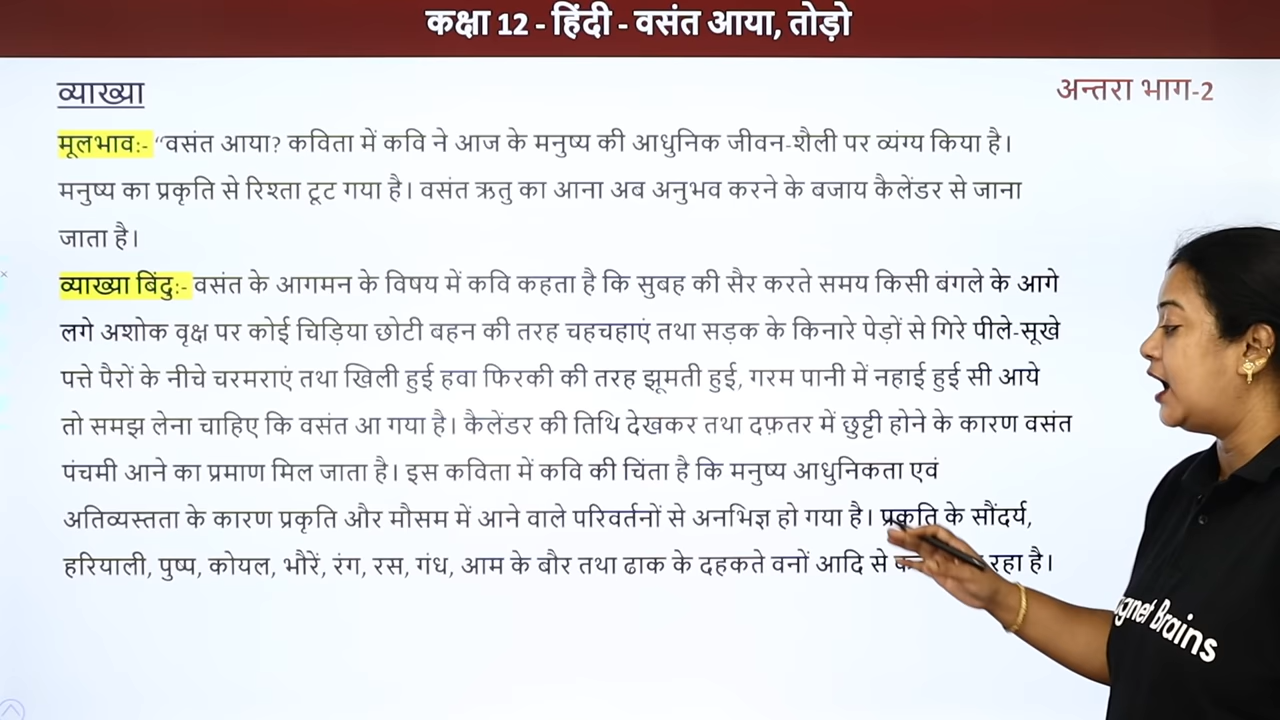 कक्षा 12 - हिंदी - वसंत आया, तोड़ो
व्याख्या
अन्तरा भाग-2
मूलभाव:- “वसंत आया? कविता में कवि ने आज के मनुष्य की आधुनिक जीवन-शैली पर व्यंग्य किया है।
मनुष्य का प्रकृति से रिश्ता टूट गया है। वसंत ऋतु का आना अब अनुभव करने के बजाय कैलेंडर से जाना
जाता है।
व्याख्या बिंदु:- वसंत के आगमन के विषय में कवि कहता है कि सुबह की सैर करते समय किसी बंगले के आगे
लगे अशोक वृक्ष पर कोई चिड़िया छोटी बहन की तरह चहचहाएं तथा सड़क के किनारे पेड़ों से गिरे पीले-सूखे
पत्ते पैरों के नीचे चरमराएं तथा खिली हुई हवा फिरकी की तरह झूमती हुई, गरम पानी में नहाई हुई सी आये
तो समझ लेना चाहिए कि वसंत आ गया है। कैलेंडर की तिथि देखकर तथा दफ़तर में छुट्टी होने के कारण वसंत
पंचमी आने का प्रमाण मिल जाता है। इस कविता में कवि की चिंता है कि मनुष्य आधुनिकता एवं
अतिव्यस्तता के कारण प्रकृति और मौसम में आने वाले परिवर्तनों से अनभिज्ञ हो गया है। प्रकृति के सौंदर्य,
हरियाली, पुष्प, कोयल, भौरें, रंग, रस, गंध, आम के बौर तथा ढाक के दहकते वनों आदि से रहा है।
Brains